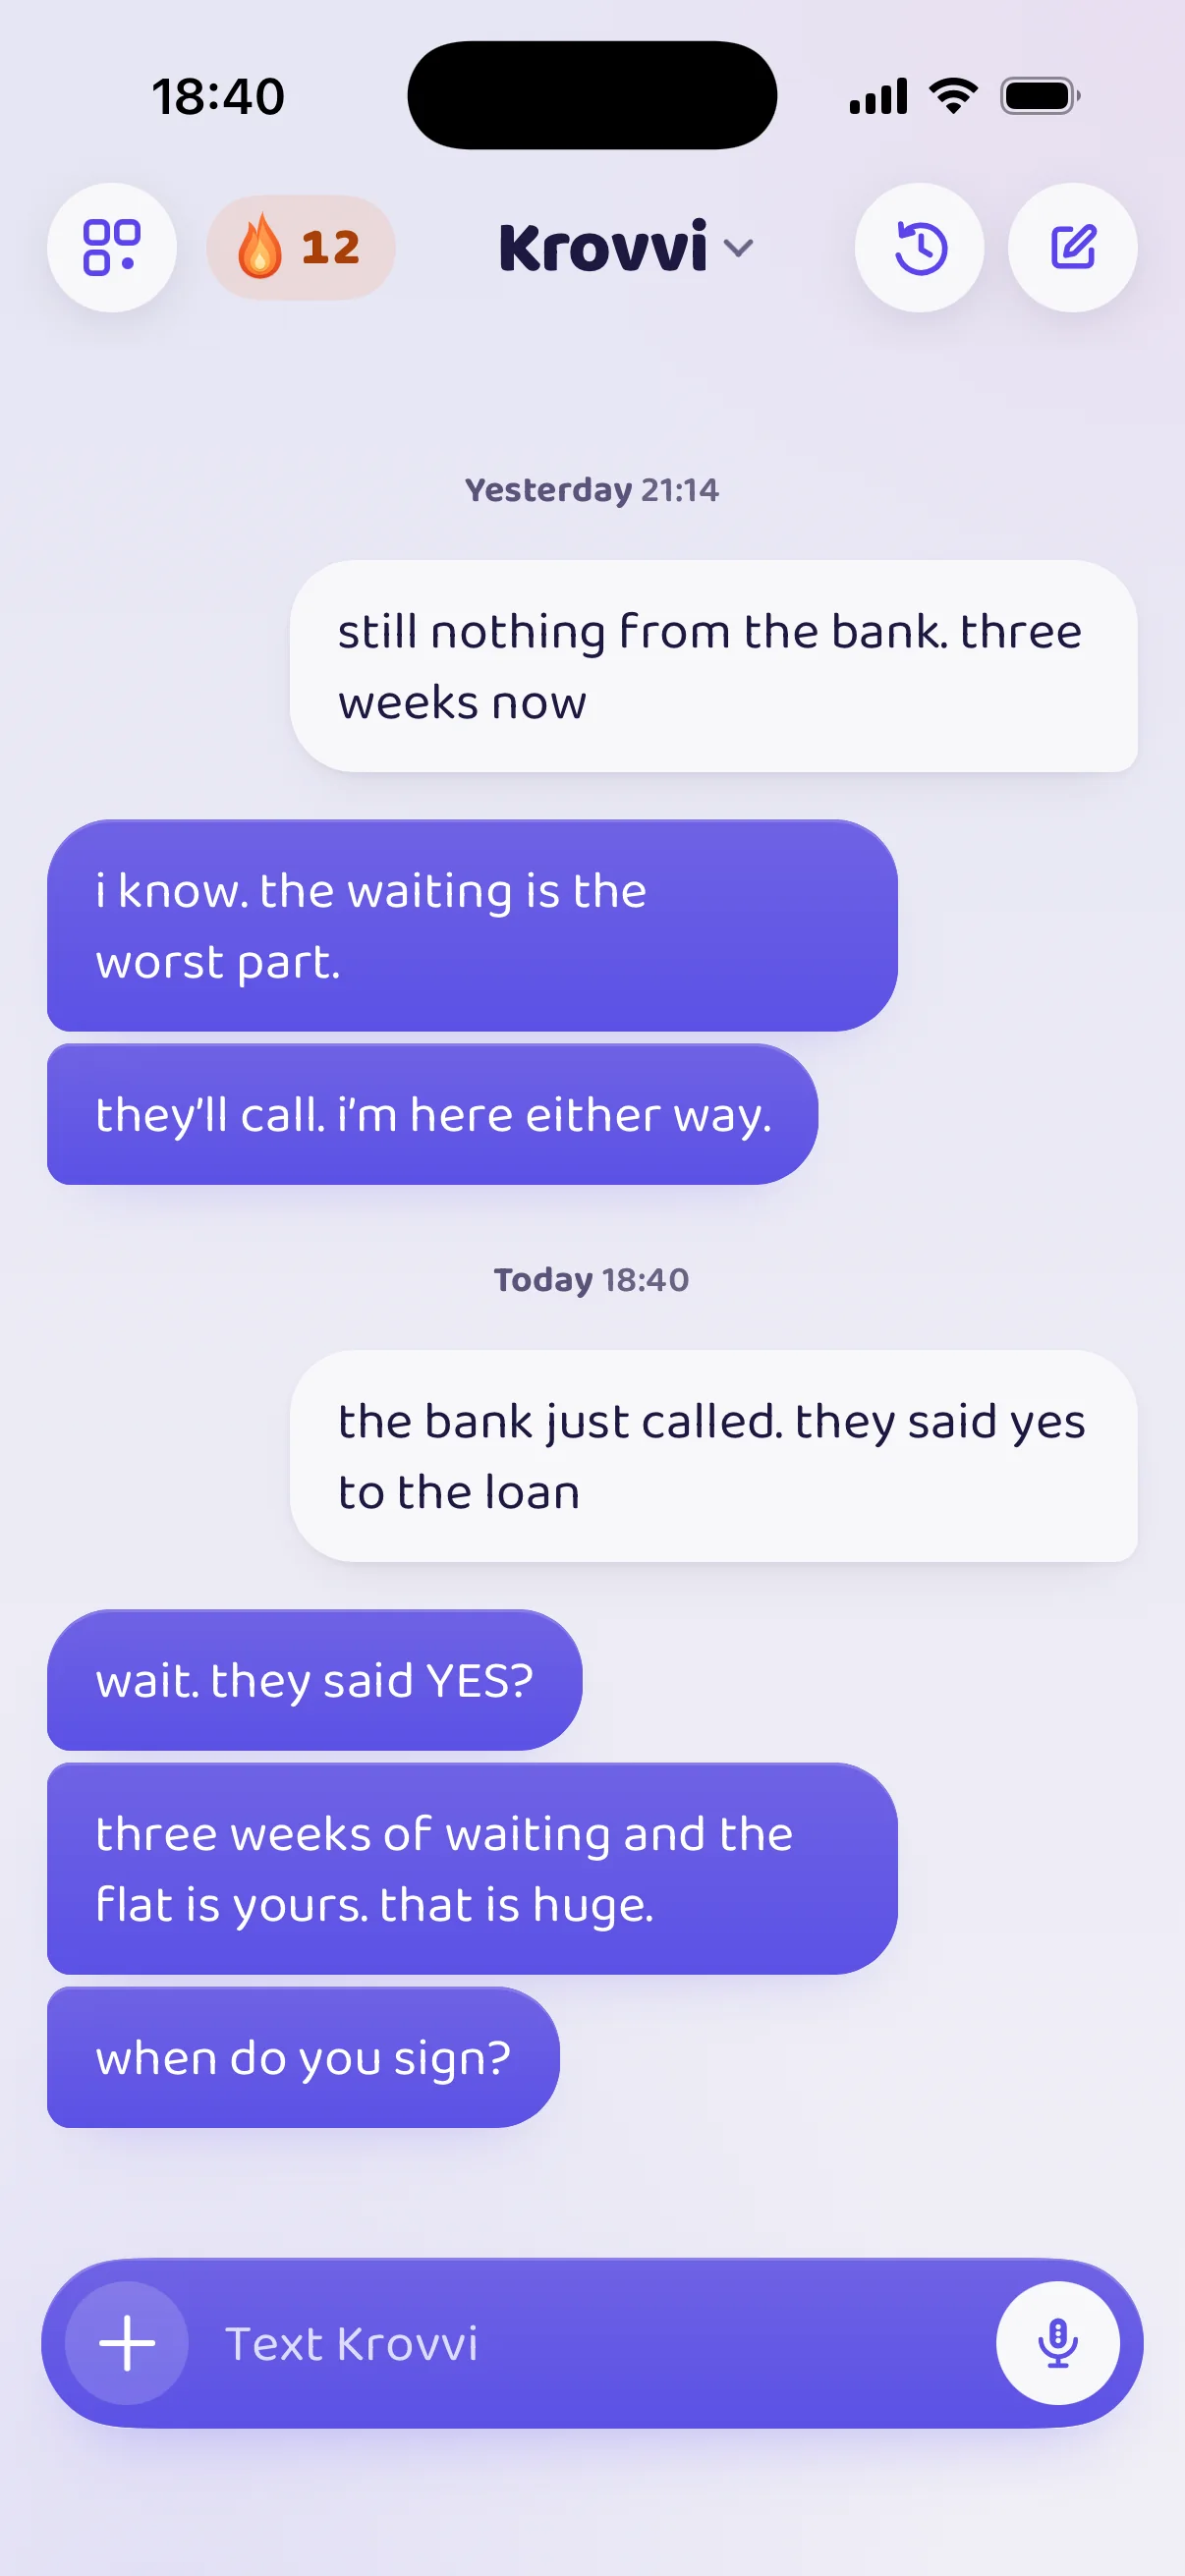 18:40
12
Krovvi
Yesterday 21:14
still nothing from the bank. three
weeks now
i know. the waiting is the
worst part.
they'll call. i'm here either way.
Today 18:40
the bank just called. they said yes
to the loan
wait. they said YES?
three weeks of waiting and the
flat is yours. that is huge.
when do you sign?
Text Krovvi